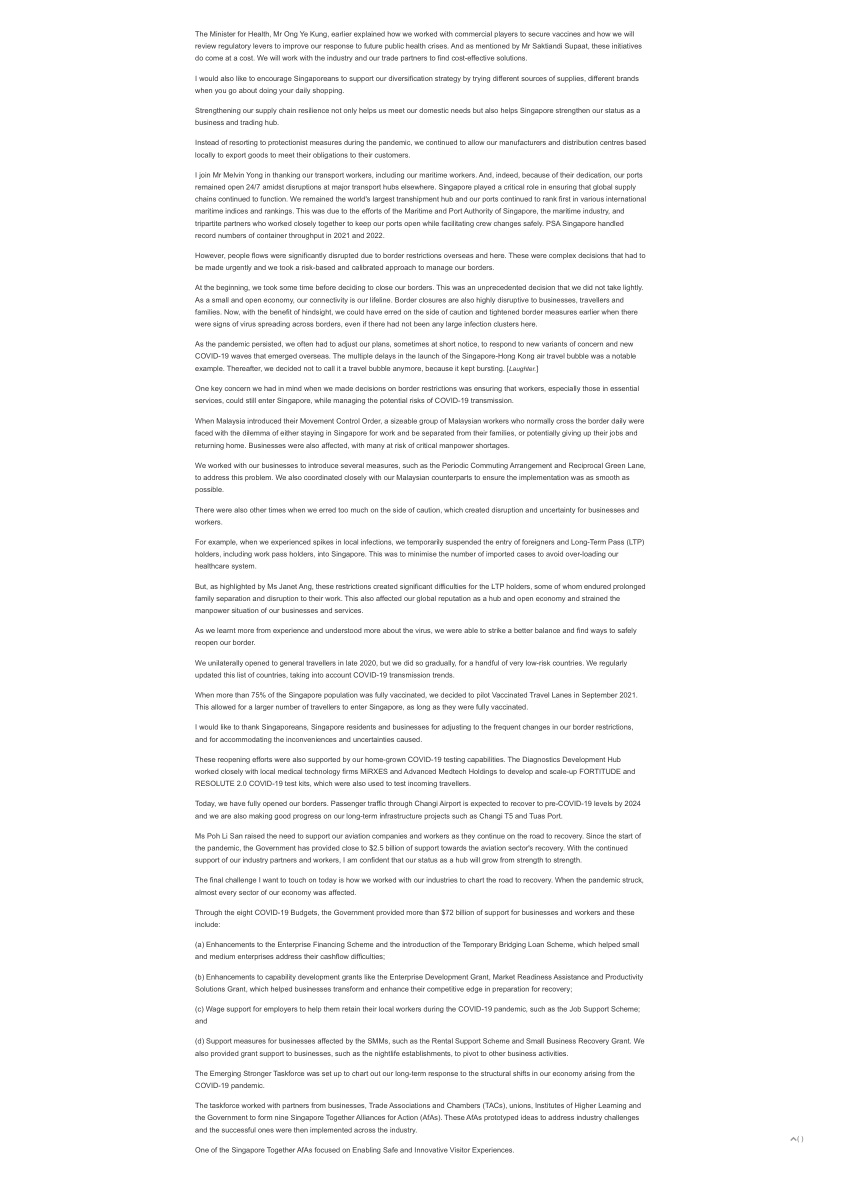 The Minister for Health, Mr Ong Ye Kung, earlier explained how we worked with commercial players to secure vaccines and how we will
review regulatory levers to improve our response to future public health crises. And as mentioned by Mr Saktiandi Supaat, these initiatives
do come at a cost. We will work with the industry and our trade partners to find cost-effective solutions.
I would also like to encourage Singaporeans to support our diversification strategy by trying different sources of supplies, different brands
when you go about doing your daily shopping.
Strengthening our supply chain resilience not only helps us meet our domestic needs but also helps Singapore strengthen our status as a
business and trading hub.
Instead of resorting to protectionist measures during the pandemic, we continued to allow our manufacturers and distribution centres based
locally to export goods to meet their obligations to their customers.
I join Mr Melvin Yong in thanking our transport workers, including our maritime workers. And, indeed, because of their dedication, our ports
remained open 24/7 amidst disruptions at major transport hubs elsewhere. Singapore played a critical role in ensuring that global supply
chains continued to function. We remained the world's largest transhipment hub and our ports continued to rank first in various international
maritime indices and rankings. This was due to the efforts of the Maritime and Port Authority of Singapore, the maritime industry, and
tripartite partners who worked closely together to keep our ports open while facilitating crew changes safely. PSA Singapore handled
record numbers of container throughput in 2021 and 2022.
However, people flows were significantly disrupted due to border restrictions overseas and here. These were complex decisions that had to
be made urgently and we took a risk-based and calibrated approach to manage our borders.
At the beginning, we took some time before deciding to close our borders. This was an unprecedented decision that we did not take lightly.
As a small and open economy, our connectivity is our lifeline. Border closures are also highly disruptive to businesses, travellers and
families. Now, with the benefit of hindsight, we could have erred on the side of caution and tightened border measures earlier when there
were signs of virus spreading across borders, even if there had not been any large infection clusters here.
As the pandemic persisted, we often had to adjust our plans, sometimes at short notice, to respond to new variants of concern and new
COVID-19 waves that emerged overseas. The multiple delays in the launch of the Singapore-Hong Kong air travel bubble was a notable
example. Thereafter, we decided not to call it a travel bubble anymore, because it kept bursting. [Laughter.]
One key concern we had in mind when we made decisions on border restrictions was ensuring that workers, especially those in essential
services, could still enter Singapore, while managing the potential risks of COVID-19 transmission.
When Malaysia introduced their Movement Control Order, a sizeable group of Malaysian workers who normally cross the border daily were
faced with the dilemma of either staying in Singapore for work and be separated from their families, or potentially giving up their jobs and
returning home. Businesses were also affected, with many at risk of critical manpower shortages.
We worked with our businesses to introduce several measures, such as the Periodic Commuting Arrangement and Reciprocal Green Lane,
to address this problem. We also coordinated closely with our Malaysian counterparts to ensure the implementation was as smooth as
possible.
There were also other times when we erred too much on the side of caution, which created disruption and uncertainty for businesses and
workers.
For example, when we experienced spikes in local infections, we temporarily suspended the entry of foreigners and Long-Term Pass (LTP)
holders, including work pass holders, into Singapore. This was to minimise the number of imported cases to avoid over-loading our
healthcare system.
But, as highlighted by Ms Janet Ang, these restrictions created significant difficulties for the LTP holders, some of whom endured prolonged
family separation and disruption to their work. This also affected our global reputation as a hub and open economy and strained the
manpower situation of our businesses and services.
As we learnt more from experience and understood more about the virus, we were able to strike a better balance and find ways to safely
reopen our border.
We unilaterally opened to general travellers in late 2020, but we did so gradually, for a handful of very low-risk countries. We regularly
updated this list of countries, taking into account COVID-19 transmission trends.
When more than 75% of the Singapore population was fully vaccinated, we decided to pilot Vaccinated Travel Lanes in September 2021.
This allowed for a larger number of travellers to enter Singapore, as long as they were fully vaccinated.
I would like to thank Singaporeans, Singapore residents and businesses for adjusting to the frequent changes in our border restrictions,
and for accommodating the inconveniences and uncertainties caused.
These reopening efforts were also supported by our home-grown COVID-19 testing capabilities. The Diagnostics Development Hub
worked closely with local medical technology firms MiRXES and Advanced Medtech Holdings to develop and scale-up FORTITUDE and
RESOLUTE 2.0 COVID-19 test kits, which were also used to test incoming travellers.
Today, we have fully opened our borders. Passenger traffic through Changi Airport is expected to recover to pre-COVID-19 levels by 2024
and we are also making good progress on our long-term infrastructure projects such as Changi T5 and Tuas Port.
Ms Poh Li San raised the need to support our aviation companies and workers as they continue on the road to recovery. Since the start of
the pandemic, the Government has provided close to $2.5 billion of support towards the aviation sector's recovery. With the continued
support of our industry partners and workers, I am confident that our status as a hub will grow from strength to strength.
The final challenge I want to touch on today is how we worked with our industries to chart the road to recovery. When the pandemic struck,
almost every sector of our economy was affected.
Through the eight COVID-19 Budgets, the Government provided more than $72 billion of support for businesses and workers and these
include:
(a) Enhancements to the Enterprise Financing Scheme and the introduction of the Temporary Bridging Loan Scheme, which helped small
and medium enterprises address their cashflow difficulties;
(b) Enhancements to capability development grants like the Enterprise Development Grant, Market Readiness Assistance and Productivity
Solutions Grant, which helped businesses transform and enhance their competitive edge in preparation for recovery;
(c) Wage support for employers to help them retain their local workers during the COVID-19 pandemic, such as the Job Support Scheme;
and
(d) Support measures for businesses affected by the SMMs, such as the Rental Support Scheme and Small Business Recovery Grant. We
also provided grant support to businesses, such as the nightlife establishments, to pivot to other business activities.
The Emerging Stronger Taskforce was set up to chart out our long-term response to the structural shifts in our economy arising from the
COVID-19 pandemic.
The taskforce worked with partners from businesses, Trade Associations and Chambers (TACs), unions, Institutes of Higher Learning and
the Government to form nine Singapore Together Alliances for Action (AfAs). These AfAs prototyped ideas to address industry challenges
and the successful ones were then implemented across the industry.
One of the Singapore Together AfAs focused on Enabling Safe and Innovative Visitor Experiences.